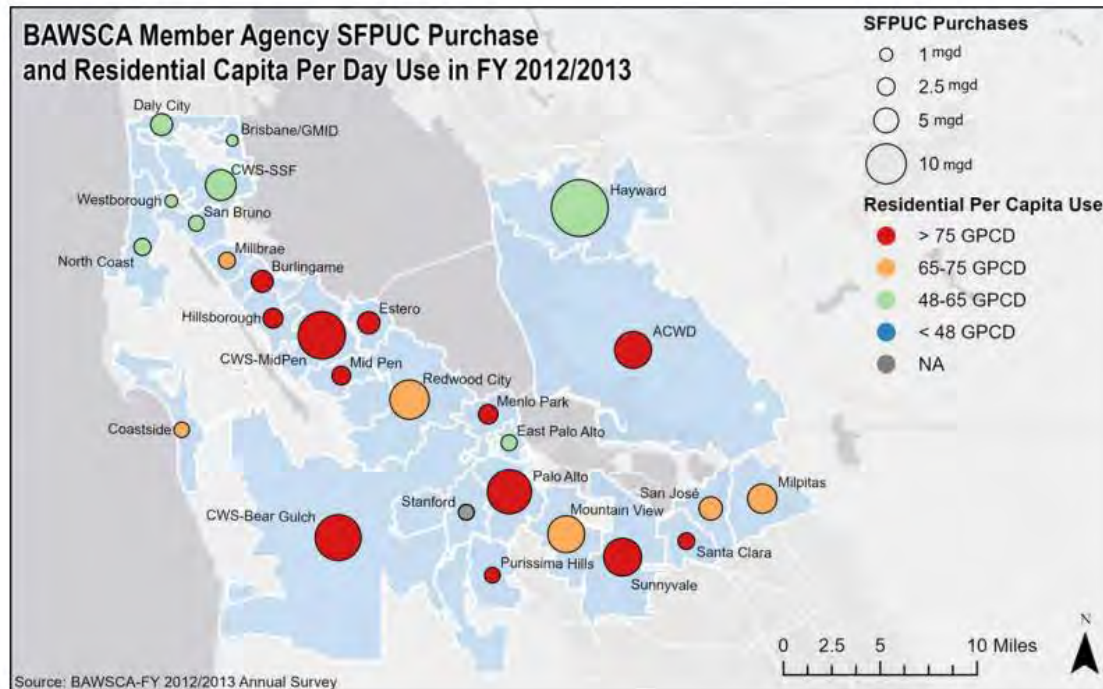 BAWSCA Member Agency SFPUC Purchase
and Residential Capita Per Day Use in FY 2012/2013
SFPUC Purchases
1 mgd
2.5 mgd
5 mgd
10 mgd
Residential Per Capita Use
> 75 GPCD
65-75 GPCD
48-65 GPCD
< 48 GPCD
NA
Daly City
Brisbane/GMID
CWS-SSF
Westborough
San Bruno
North Coast
Millbrae
Burlingame
Hillsborough
Estero
CWS-MidPen
Mid Pen
Redwood City
Menlo Park
East Palo Alto
Coastside
Hayward
ACWD
Palo Alto
Stanford
CWS-Bear Gulch
Mountain View
San José
Milpitas
Santa Clara
Purissima Hills
Sunnyvale
N
0 2.5 5 10 Miles
Source: BAWSCA-FY 2012/2013 Annual Survey